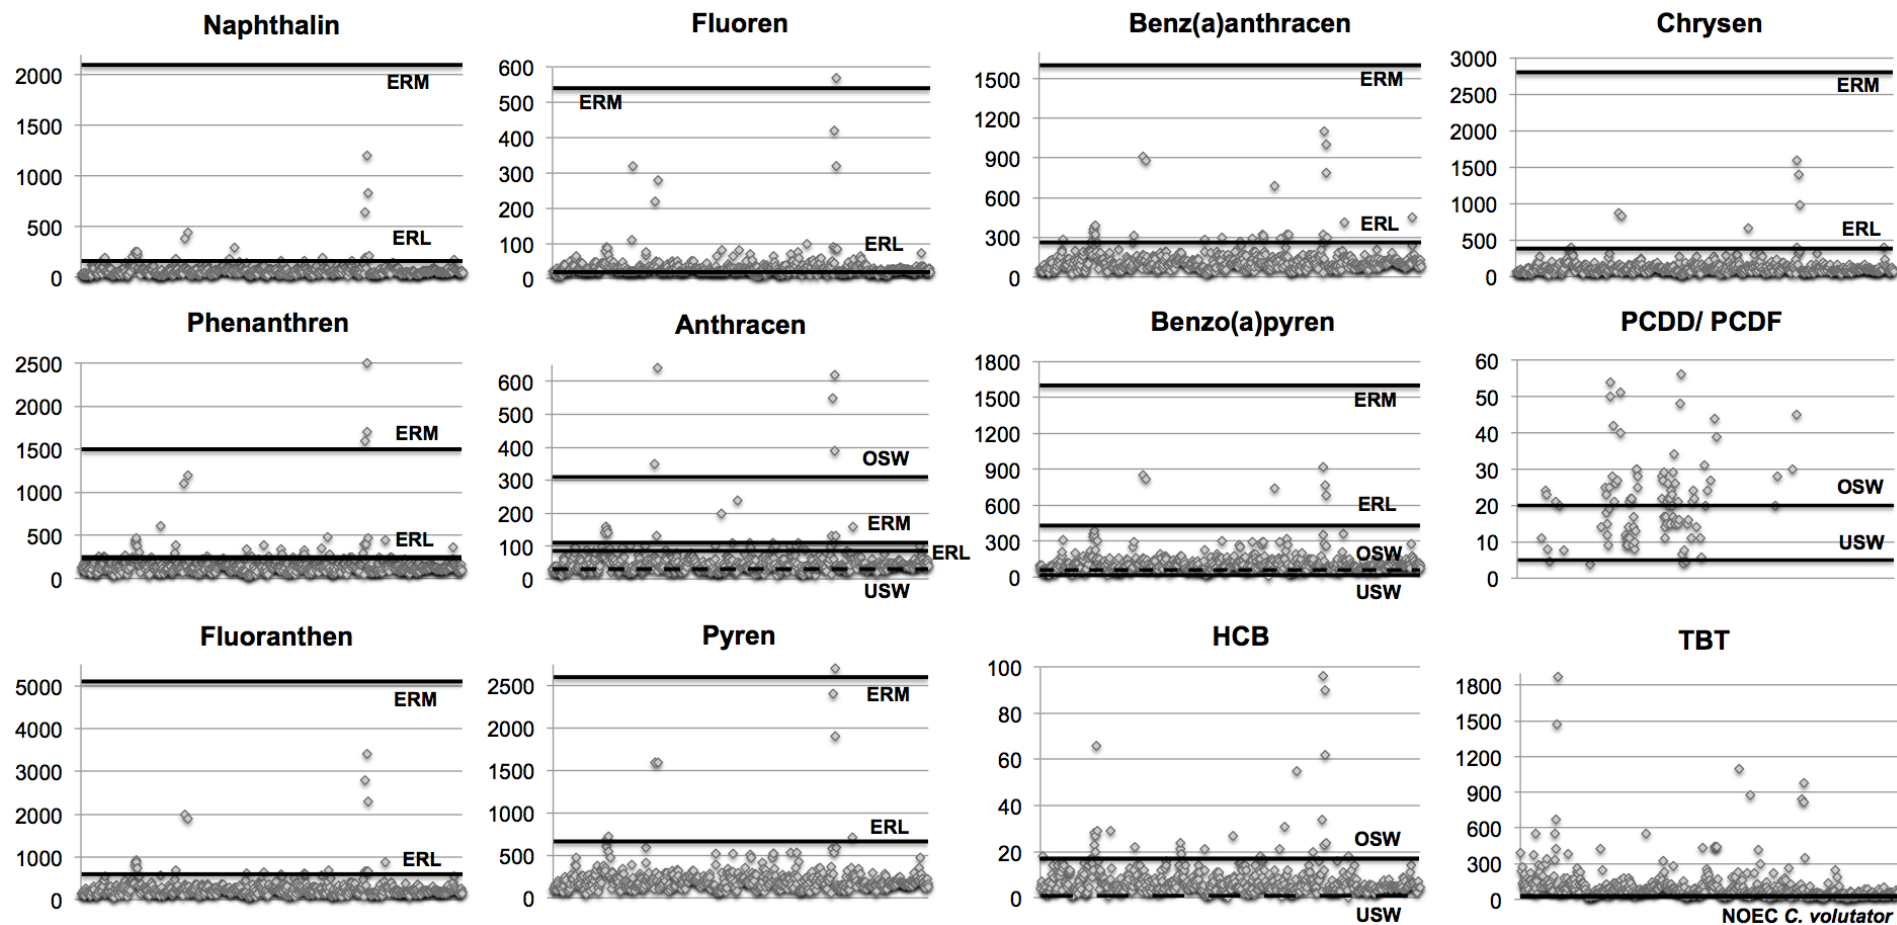 Naphthalin
2000
1500
1000
500
0
ERM
ERL
Fluoren
600
500
400
300
200
100
0
ERM
ERL
Benz(a)anthracen
1500
1200
900
600
300
0
ERM
ERL
Chrysen
3000
2500
2000
1500
1000
500
0
ERM
ERL
Phenanthren
2500
2000
1500
1000
500
0
ERM
ERL
Anthracen
600
500
400
300
200
100
0
OSW
ERM
ERL
USW
Benzo(a)pyren
1800
1500
1200
900
600
300
0
ERM
ERL
OSW
USW
PCDD/ PCDF
60
50
40
30
20
10
0
OSW
USW
Fluoranthen
5000
4000
3000
2000
1000
0
ERM
ERL
Pyren
2500
2000
1500
1000
500
0
ERM
ERL
HCB
100
80
60
40
20
0
OSW
USW
TBT
1800
1500
1200
900
600
300
0
NOEC C. volutator